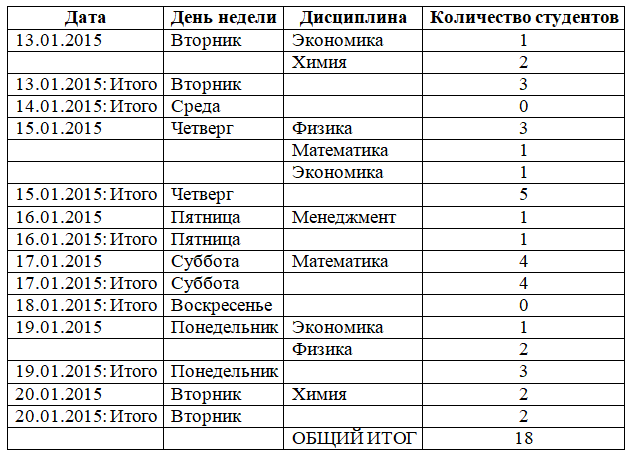 Дата День недели Дисциплина Количество студентов
13.01.2015 Вторник Экономика 1
Химия 2
13.01.2015: Итого Вторник 3
14.01.2015: Итого Среда 0
15.01.2015 Четверг Физика 3
Математика 1
Экономика 1
15.01.2015: Итого Четверг 5
16.01.2015 Пятница Менеджмент 1
16.01.2015: Итого Пятница 1
17.01.2015 Суббота Математика 4
17.01.2015: Итого Суббота 4
18.01.2015: Итого Воскресенье 0
19.01.2015 Понедельник Экономика 1
Физика 2
19.01.2015: Итого Понедельник 3
20.01.2015 Вторник Химия 2
20.01.2015: Итого Вторник 2
ОБЩИЙ ИТОГ 18